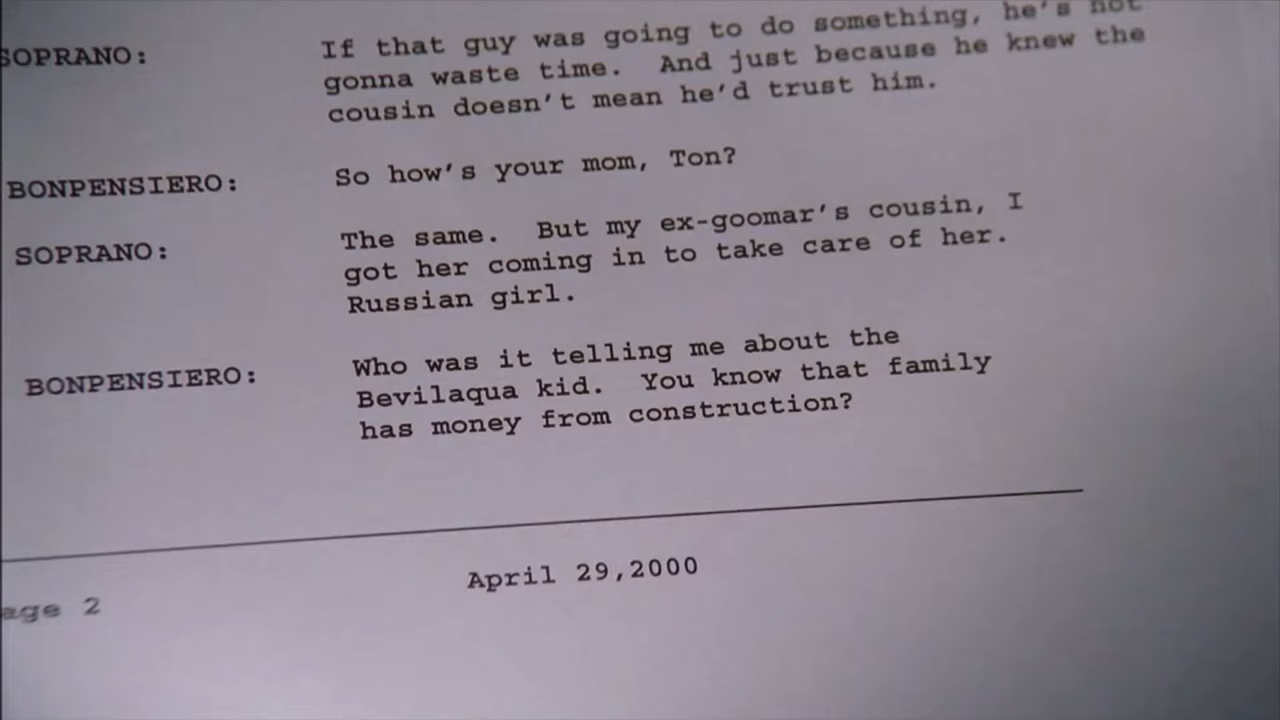 SOPRANO: If that guy was going to do something, he's not
gonna waste time. And just because he knew the
cousin doesn't mean he'd trust him.
BONPENSIERO: So how's your mom, Ton?
SOPRANO: The same. But my ex-goomar's cousin, I
got her coming in to take care of her.
Russian girl.
BONPENSIERO: Who was it telling me about the
Bevilaqua kid. You know that family
has money from construction?
April 29,2000
age 2